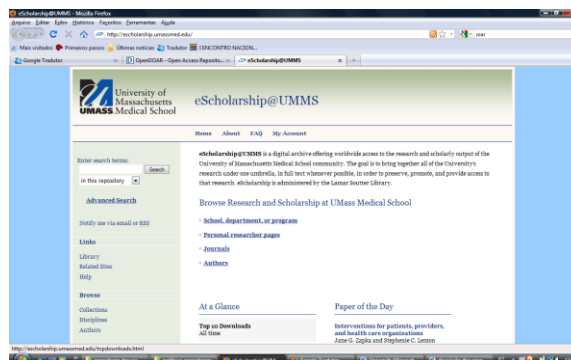 eScholarship@UMMS - Mozilla Firefox
Arquivo Editar Exibir Histórico Favoritos Ferramentas Ajuda
http://escholarship.umassmed.edu/
roar
Mais visitados Primeiros passos Últimas notícias Tradutor I ENCONTRO NACION...
Google Tradutor
OpenDOAR - Open Access Reposito...
eScholarship@UMMS
University of
Massachusetts
UMASS Medical School
eScholarship@UMMS
Home About FAQ My Account
Enter search terms:
Search
in this repository
Advanced Search
Notify me via email or RSS
Links
Library
Related Sites
Help
Browse
Collections
Disciplines
Authors
eScholarship@UMMS is a digital archive offering worldwide access to the research and scholarly output of the
University of Massachusetts Medical School community. The goal is to bring together all of the University's
research under one umbrella, in full text whenever possible, in order to preserve, promote, and provide access to
that research. eScholarship is administered by the Lamar Soutter Library.
Browse Research and Scholarship at UMass Medical School
School, department, or program
Personal researcher pages
Journals
Authors
At a Glance
Top 10 Downloads
All time
Paper of the Day
Interventions for patients, providers,
and health care organizations
Jane G. Zapka and Stephenie C. Lemon
http://escholarship.umassmed.edu/topdownloads.html